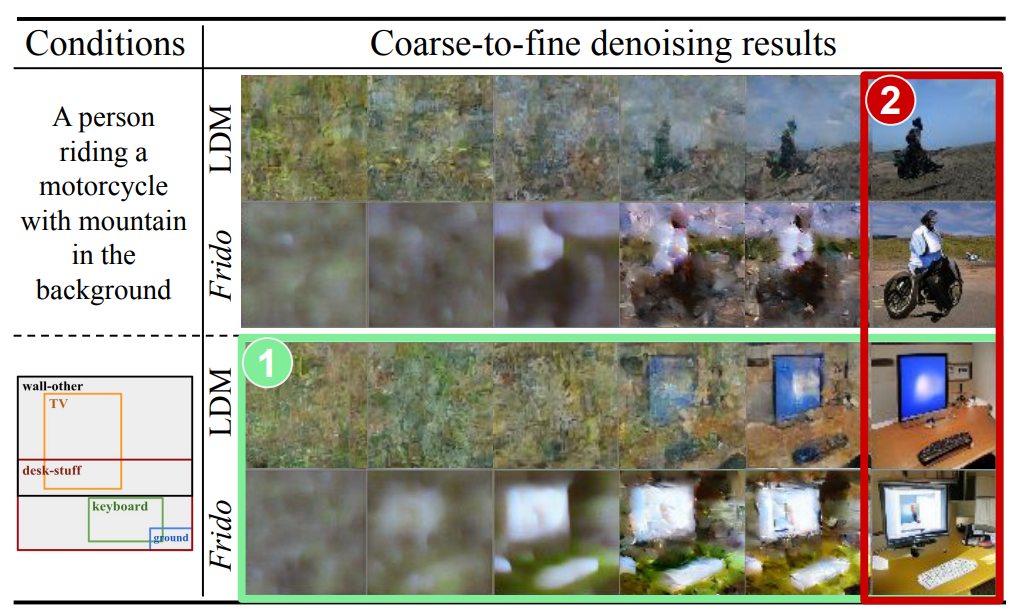 Conditions
Coarse-to-fine denoising results
A person
riding a
motorcycle
with mountain
in the
background
LDM
Frido
2
1
wall-other
TV
desk-stuff
keyboard
ground
LDM
Frido